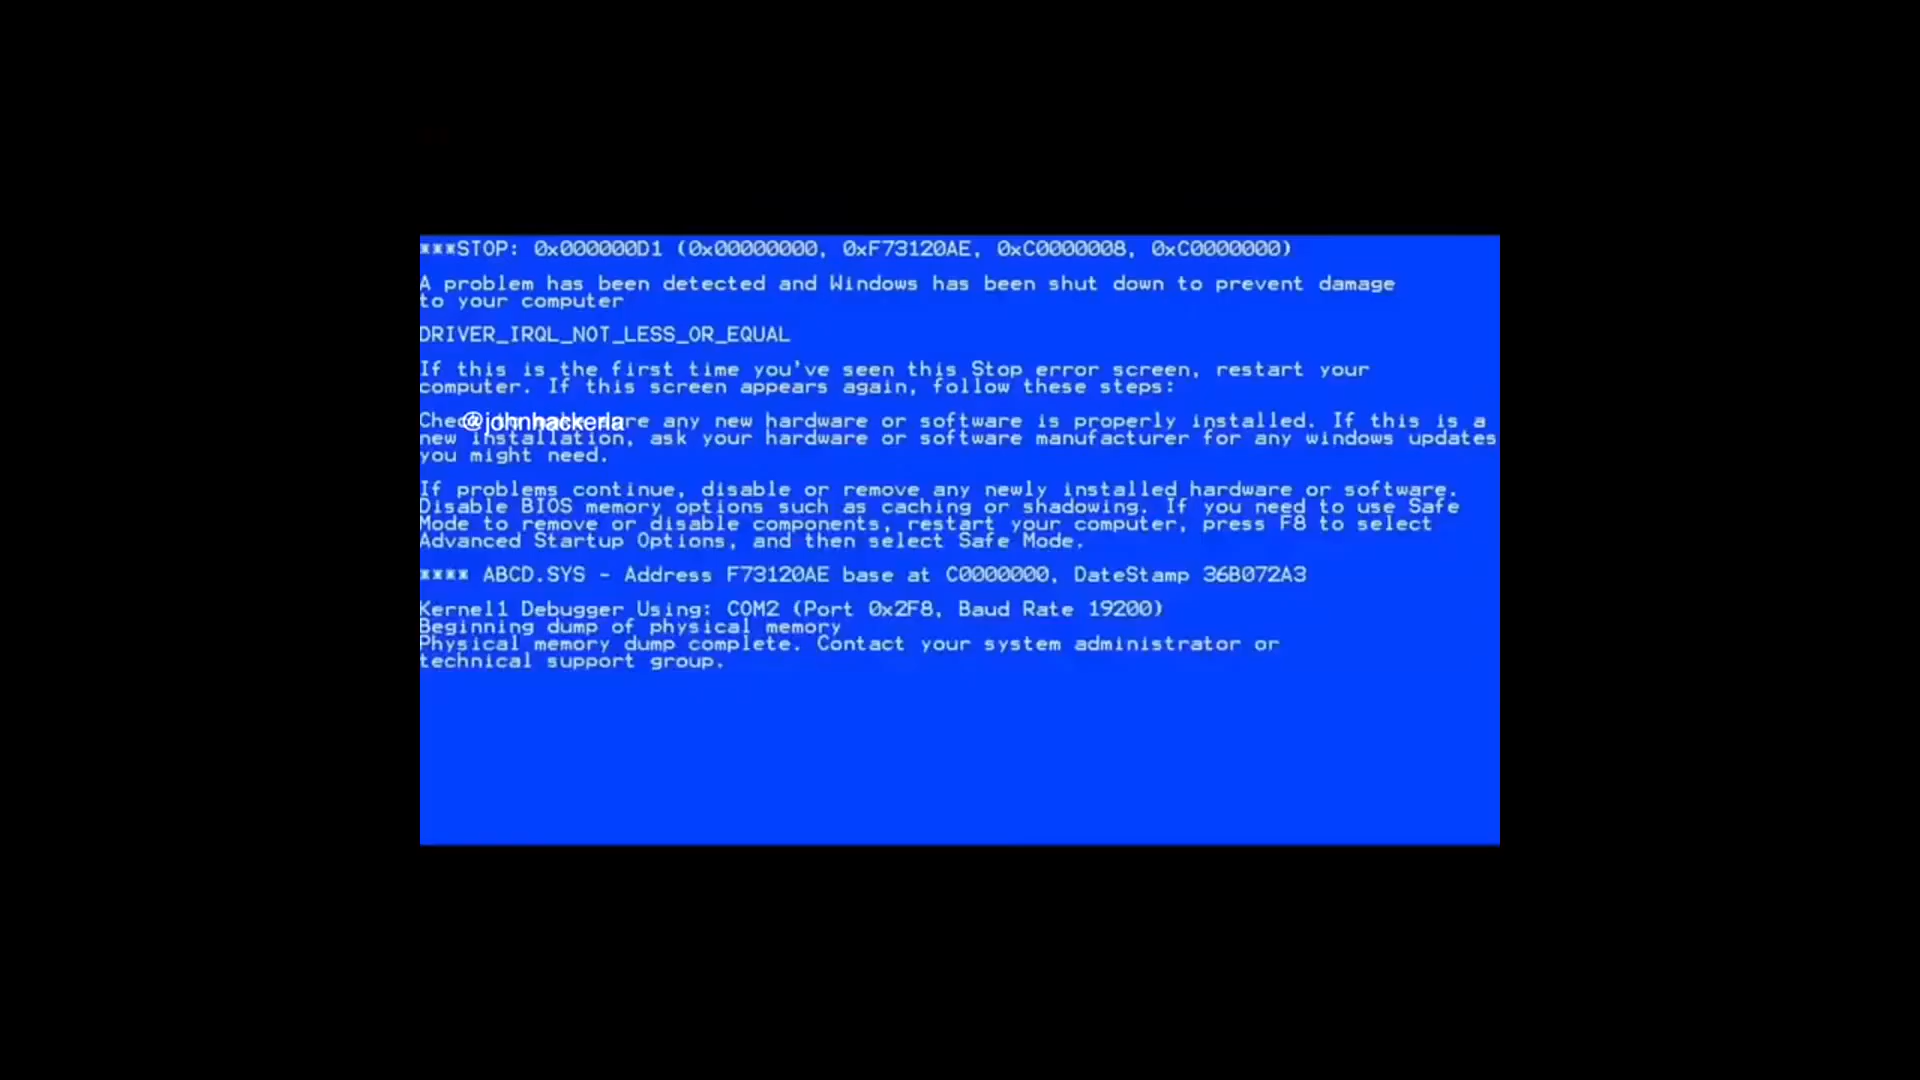 ***STOP: 0x000000D1 (0x00000000, 0xF73120AE, 0xC0000008, 0xC0000000)
A problem has been detected and Windows has been shut down to prevent damage
to your computer
DRIVER_IRQL_NOT_LESS_OR_EQUAL
If this is the first time you've seen this Stop error screen, restart your
computer. If this screen appears again, follow these steps:
@johnhackerla
any new hardware or software is properly installed. If this is a
new installation, ask your hardware or software manufacturer for any windows updates
you might need.
If problems continue, disable or remove any newly installed hardware or software.
Disable BIOS memory options such as caching or shadowing. If you need to use Safe
Mode to remove or disable components, restart your computer, press F8 to select
Advanced Startup Options, and then select Safe Mode.
**** ABCD.SYS - Address F73120AE base at C0000000, DateStamp 36B072A3
Kernel1 Debugger Using: COM2 (Port 0x2F8, Baud Rate 19200)
Beginning dump of physical memory
Physical memory dump complete. Contact your system administrator or
technical support group.